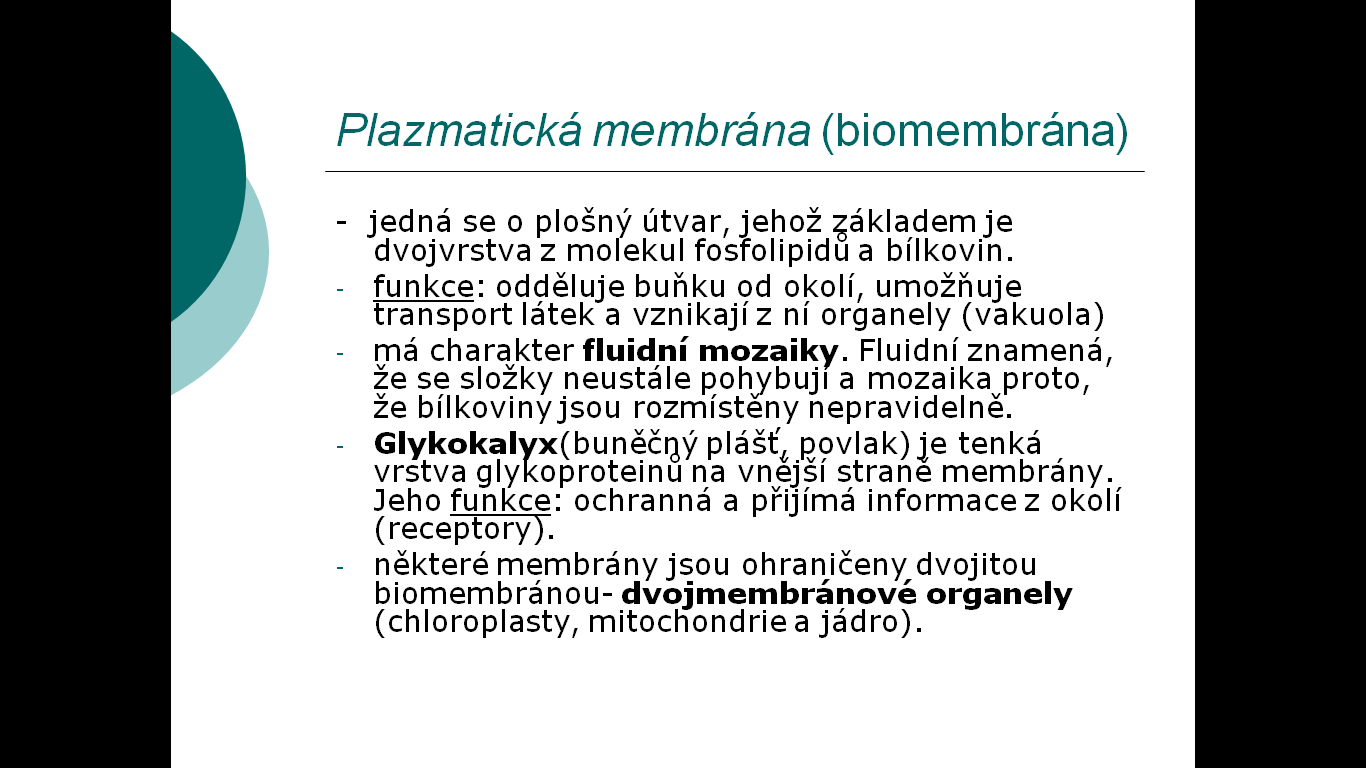 Plazmatická membrána (biomembrána)
- jedná se o plošný útvar, jehož základem je
dvojvrstva z molekul fosfolipidů a bílkovin.
- funkce: odděluje buňku od okolí, umožňuje
transport látek a vznikají z ní organely (vakuola)
- má charakter fluidní mozaiky. Fluidní znamená,
že se složky neustále pohybují a mozaika proto,
že bílkoviny jsou rozmístěny nepravidelně.
- Glykokalyx(buněčný plášť, povlak) je tenká
vrstva glykoproteinů na vnější straně membrány.
Jeho funkce: ochranná a přijímá informace z okolí
(receptory).
- některé membrány jsou ohraničeny dvojitou
biomembránou- dvojmembránové organely
(chloroplasty, mitochondrie a jádro).